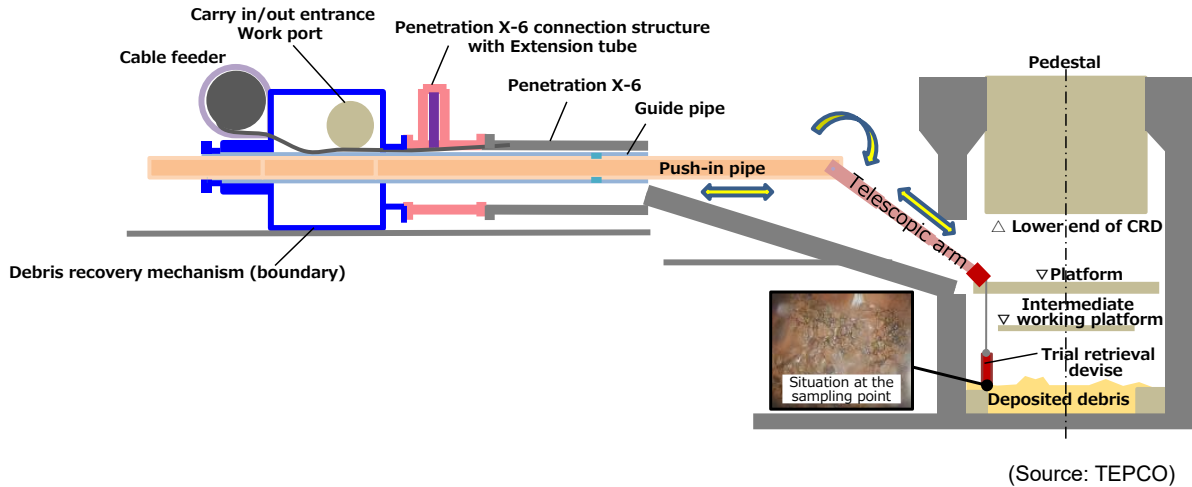 Carry in/out entrance
Work port
Cable feeder
Penetration X-6 connection structure
with Extension tube
Penetration X-6
Guide pipe
Push-in pipe
Telescopic arm
Debris recovery mechanism (boundary)
Pedestal
△ Lower end of CRD
▽Platform
Intermediate
▽ working platform
Trial retrieval
devise
Situation at the
sampling point
Deposited debris
(Source: TEPCO)